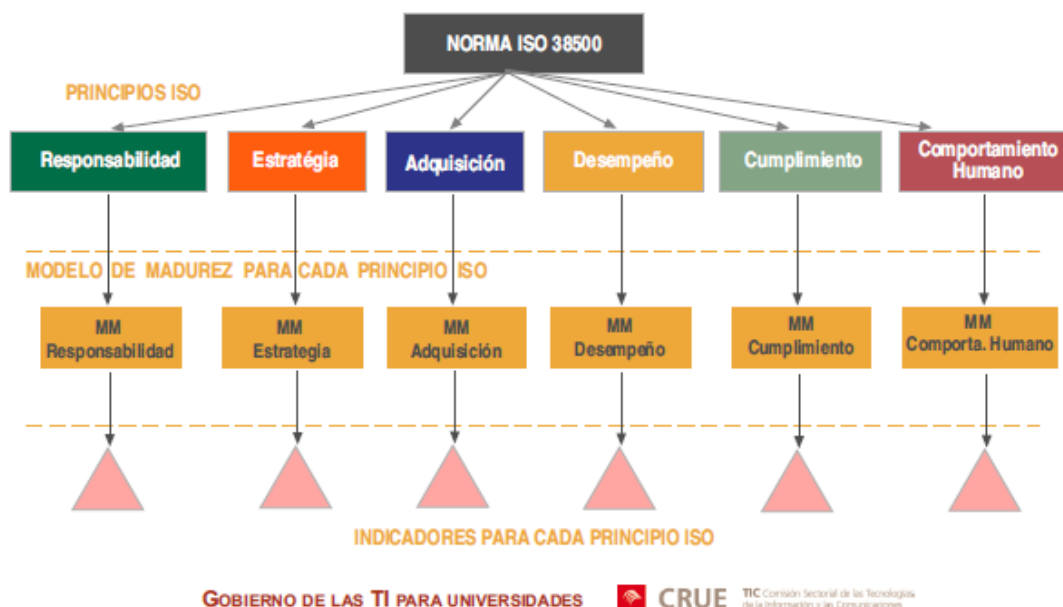 NORMA ISO 38500
PRINCIPIOS ISO
Responsabilidad
Estratégia
Adquisición
Desempeño
Cumplimiento
Comportamiento
Humano
MODELO DE MADUREZ PARA CADA PRINCIPIO ISO
MM
Responsabilidad
MM
Estrategia
MM
Adquisición
MM
Desempeño
MM
Cumplimiento
MM
Comporta. Humano
INDICADORES PARA CADA PRINCIPIO ISO
GOBIERNO DE LAS TI PARA UNIVERSIDADES
CRUE
TIC Comisión Sectorial de las Tecnologías
de la Información y las Comunicaciones